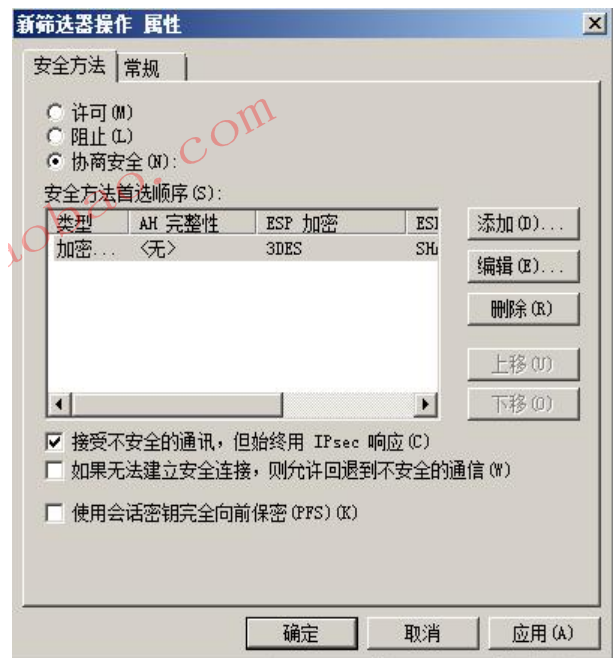 新筛选器操作 属性
安全方法 常规
许可(M)
阻止(L)
协商安全(N):
安全方法首选顺序(S):
类型 AH 完整性 ESP 加密 ESI
加密... <无> 3DES SHA
添加(D)...
编辑(E)...
删除(R)
上移(U)
下移(O)
接受不安全的通讯，但始终用 IPsec 响应(C)
如果无法建立安全连接，则允许回退到不安全的通信(W)
使用会话密钥完全向前保密(PFS)(K)
确定 取消 应用(A)
aobao.com